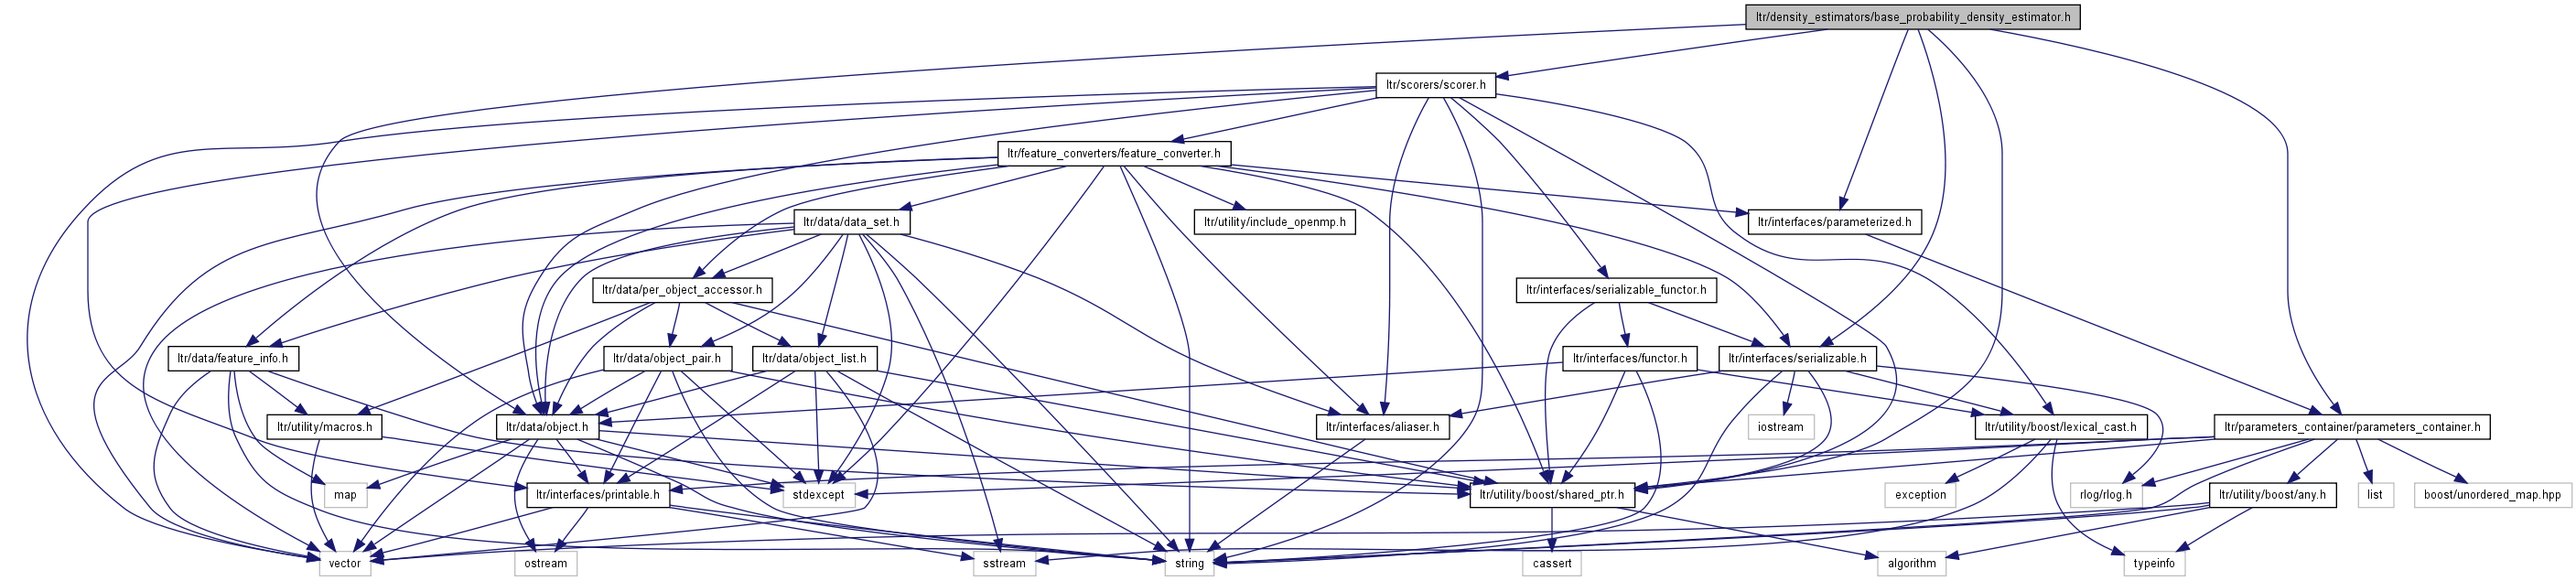 ltr/density_estimators/base_probability_density_estimator.h
ltr/scorers/scorer.h
ltr/feature_converters/feature_converter.h
ltr/data/data_set.h
ltr/utility/include_openmp.h
ltr/interfaces/parameterized.h
ltr/data/per_object_accessor.h
ltr/interfaces/serializable_functor.h
ltr/data/feature_info.h
ltr/data/object_pair.h
ltr/data/object_list.h
ltr/interfaces/functor.h
ltr/interfaces/serializable.h
ltr/utility/macros.h
ltr/data/object.h
ltr/interfaces/aliaser.h
iostream
ltr/utility/boost/lexical_cast.h
ltr/parameters_container/parameters_container.h
map
ltr/interfaces/printable.h
stdexcept
ltr/utility/boost/shared_ptr.h
exception
rlog/rlog.h
ltr/utility/boost/any.h
list
boost/unordered_map.hpp
vector
ostream
sstream
string
cassert
algorithm
typeinfo